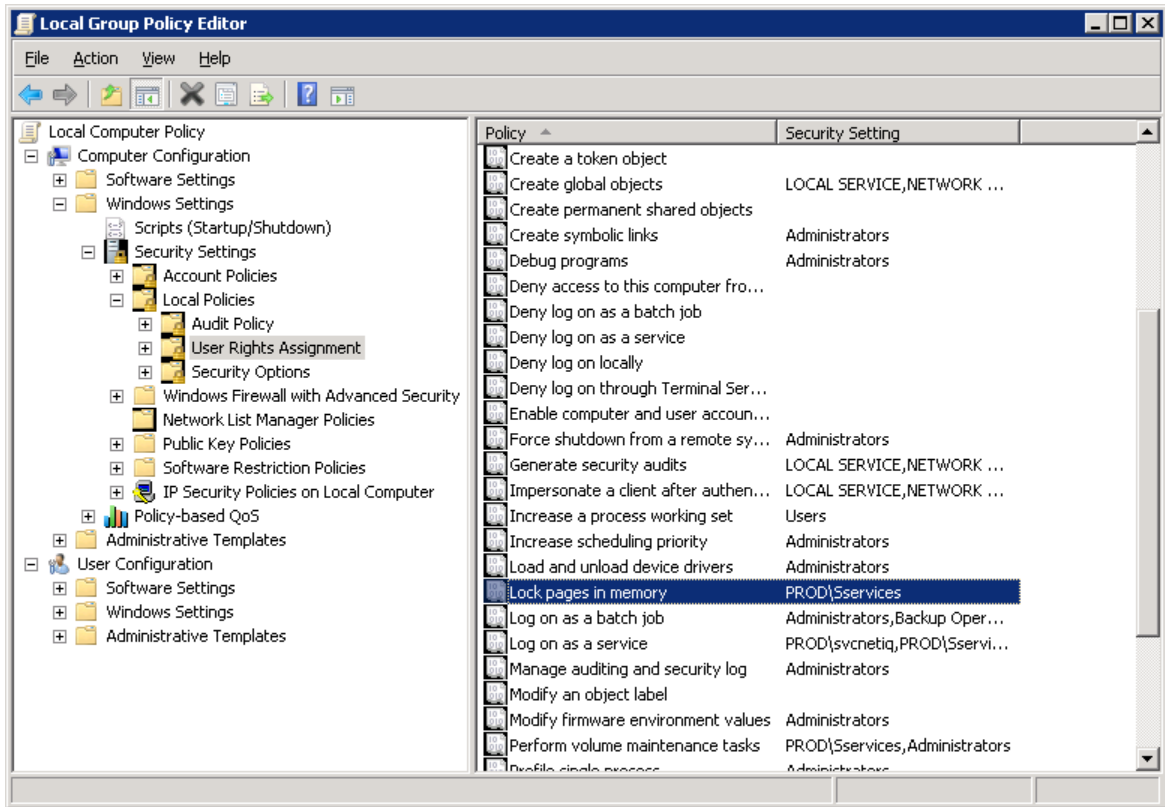 Local Group Policy Editor
File Action View Help
Local Computer Policy
Computer Configuration
Software Settings
Windows Settings
Scripts (Startup/Shutdown)
Security Settings
Account Policies
Local Policies
Audit Policy
User Rights Assignment
Security Options
Windows Firewall with Advanced Security
Network List Manager Policies
Public Key Policies
Software Restriction Policies
IP Security Policies on Local Computer
Policy-based QoS
Administrative Templates
User Configuration
Software Settings
Windows Settings
Administrative Templates
Policy Security Setting
Create a token object
Create global objects LOCAL SERVICE,NETWORK ...
Create permanent shared objects
Create symbolic links Administrators
Debug programs Administrators
Deny access to this computer fro...
Deny log on as a batch job
Deny log on as a service
Deny log on locally
Deny log on through Terminal Ser...
Enable computer and user accoun...
Force shutdown from a remote sy... Administrators
Generate security audits LOCAL SERVICE,NETWORK ...
Impersonate a client after authen... LOCAL SERVICE,NETWORK ...
Increase a process working set Users
Increase scheduling priority Administrators
Load and unload device drivers Administrators
Lock pages in memory PROD\Sservices
Log on as a batch job Administrators,Backup Oper...
Log on as a service PROD\svcnetiq,PROD\Sservi...
Manage auditing and security log Administrators
Modify an object label
Modify firmware environment values Administrators
Perform volume maintenance tasks PROD\Sservices,Administrators
Profile single process Administrators